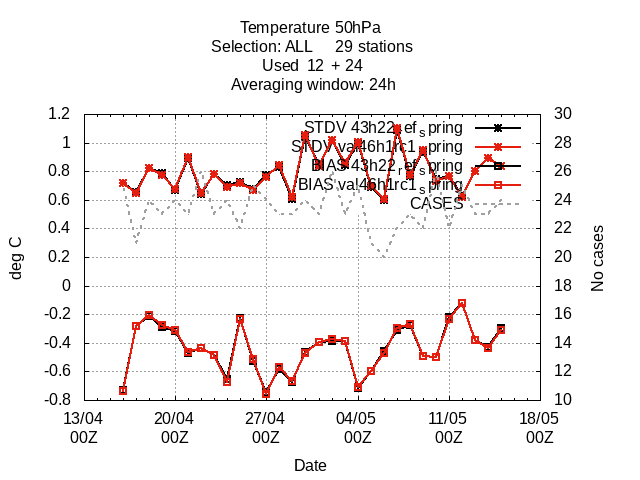 Temperature 50hPa
Selection: ALL 29 stations
Used 12 + 24
Averaging window: 24h
1.2
1
0.8
0.6
0.4
0.2
0
-0.2
-0.4
-0.6
-0.8
30
28
26
24
22
20
18
16
14
12
10
STDV 43h22_ref_spring
STDV val46h1rc1_spring
BIAS 43h22_ref_spring
BIAS val46h1rc1_spring
CASES
deg C
No cases
13/04 00Z
20/04 00Z
27/04 00Z
04/05 00Z
11/05 00Z
18/05 00Z
Date